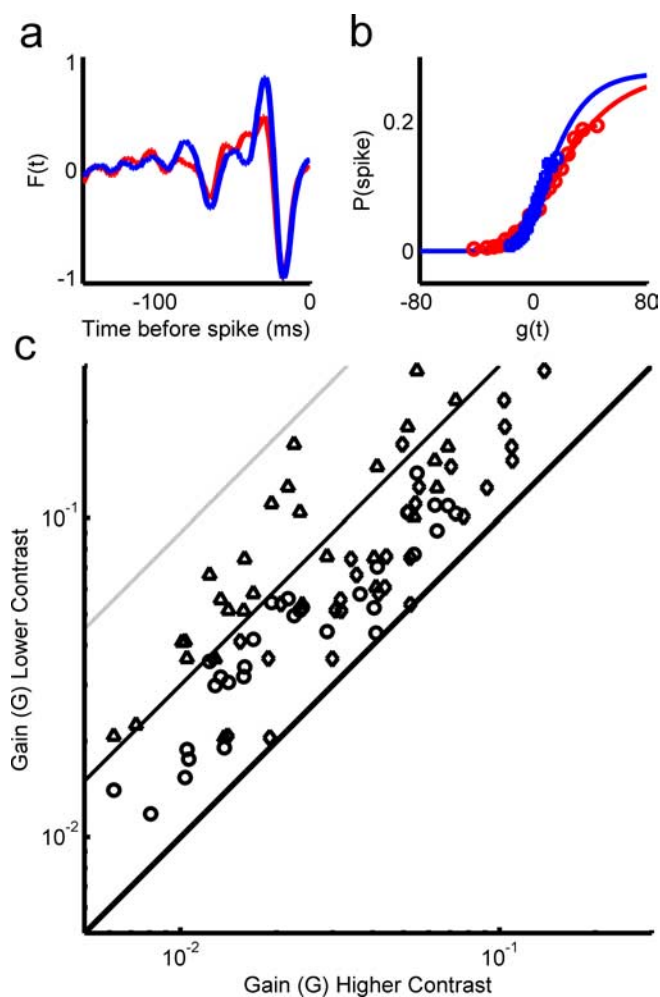 a
b
1
0
-1
F(t)
-100
0
Time before spike (ms)
0.2
0
P(spike)
-80
0
80
g(t)
c
10-1
10-2
Gain (G) Lower Contrast
10-2
10-1
Gain (G) Higher Contrast